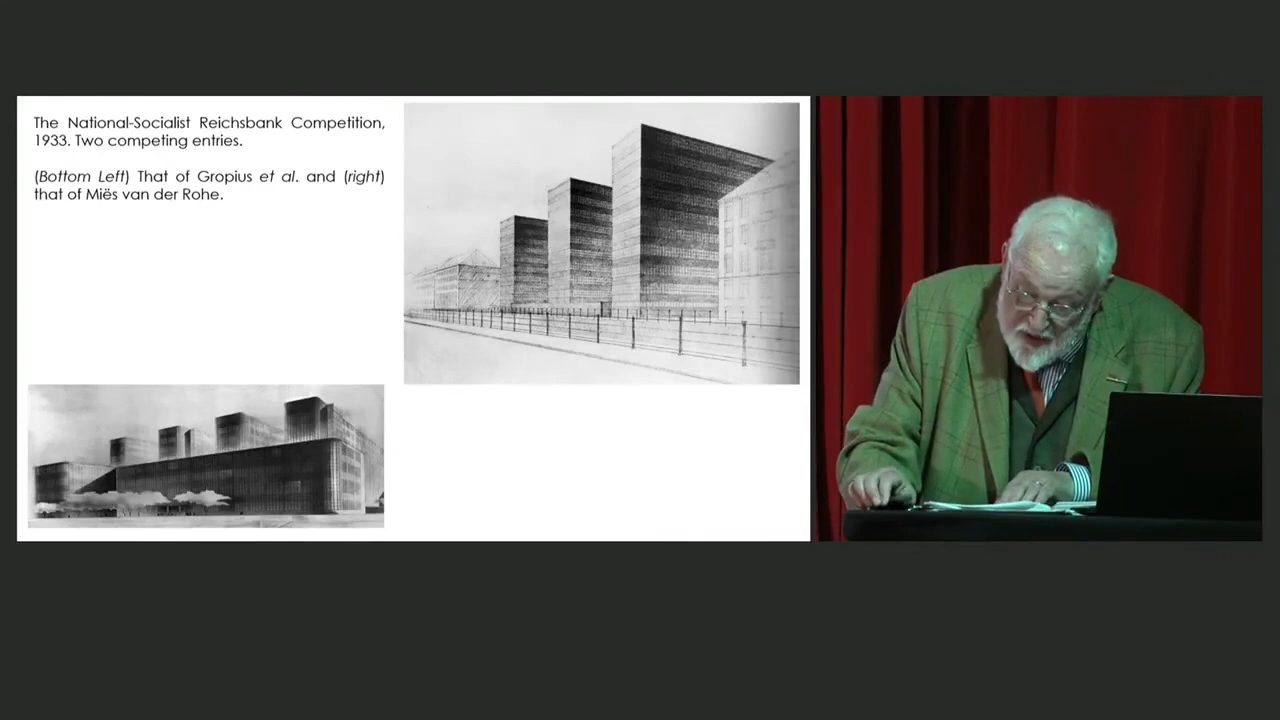 The National-Socialist Reichsbank Competition,
1933. Two competing entries.
(Bottom Left) That of Gropius et al. and (right)
that of Miës van der Rohe.